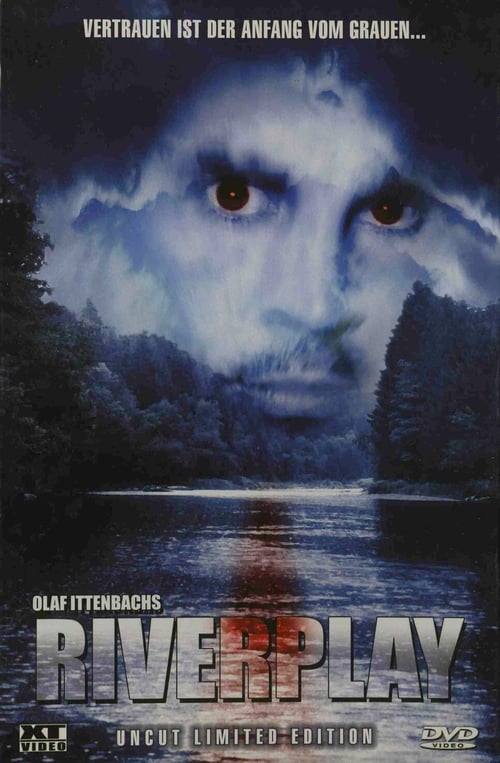 VERTRAUEN IST DER ANFANG VOM GRAUEN...
OLAF ITTENBACHS
RIVERPLAY
XT
VIDEO
UNCUT LIMITED EDITION
DVD
VIDEO